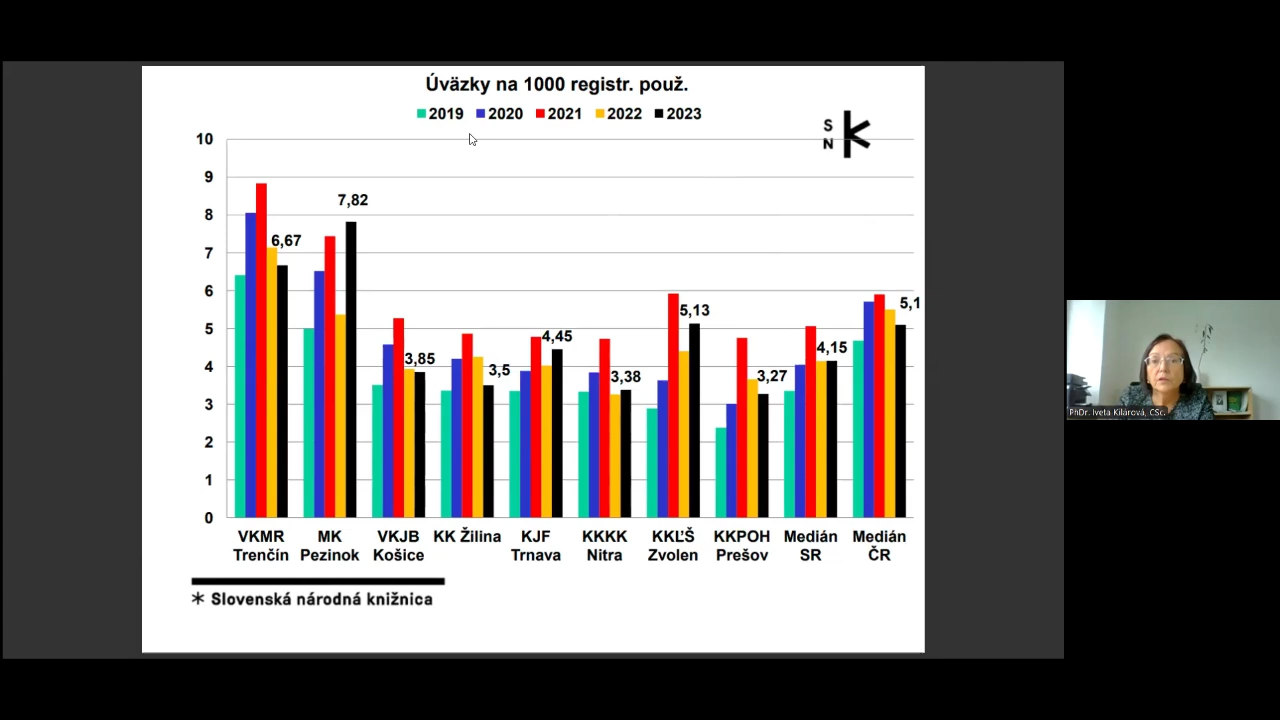 Úväzky na 1000 registr. použ.
2019 2020 2021 2022 2023
S
N
10
9
8
7
6
5
4
3
2
1
0
6,67
7,82
3,85
3,5
4,45
3,38
5,13
3,27
4,15
5,1
VKMR Trenčín
MK Pezinok
VKJB Košice
KK Žilina
KJF Trnava
KKKK Nitra
KKĽŠ Zvolen
KKPOH Prešov
Medián SR
Medián ČR
Slovenská národná knižnica
PhDr. Iveta Kilárová, CSc.